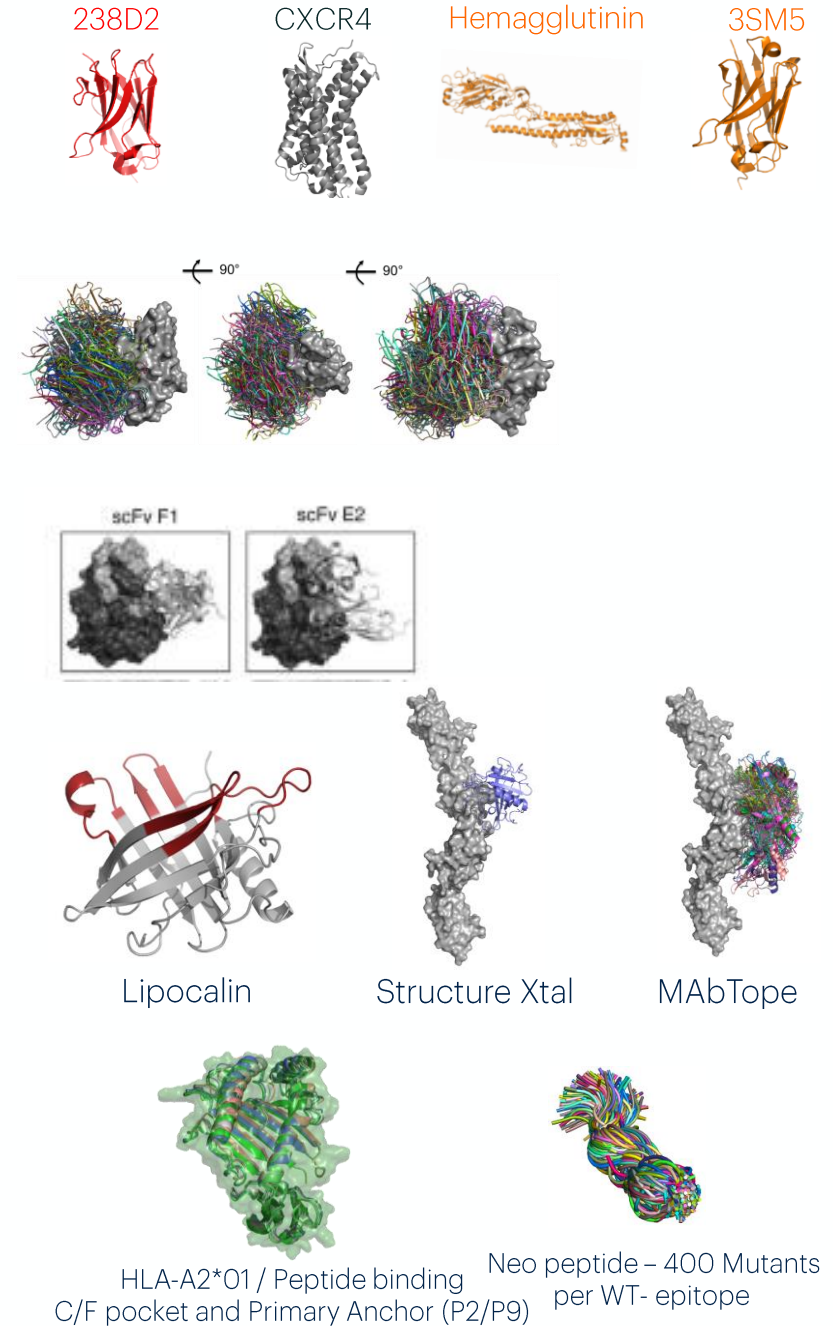 238D2
CXCR4
Hemagglutinin
3SM5
90°
90°
scFv F1
scFv E2
Lipocalin
Structure Xtal
MAbTope
HLA-A2*01 / Peptide binding
C/F pocket and Primary Anchor (P2/P9)
Neo peptide – 400 Mutants
per WT- epitope